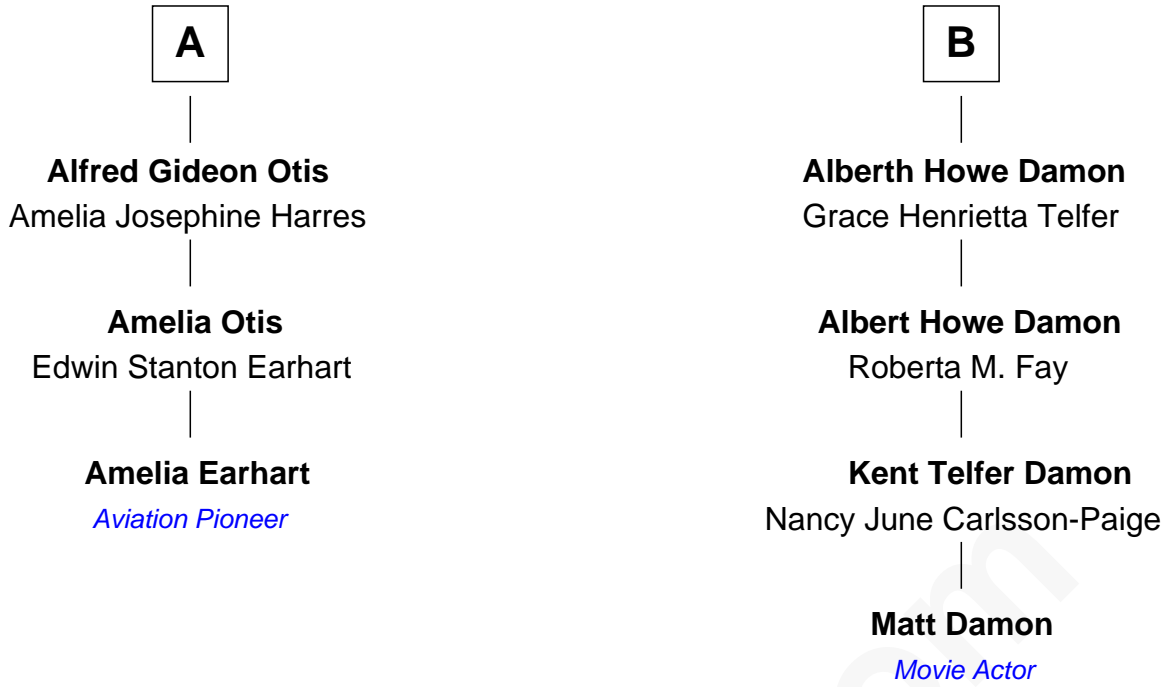 A
Alfred Gideon Otis
Amelia Josephine Harres
Amelia Otis
Edwin Stanton Earhart
Amelia Earhart
Aviation Pioneer
B
Alberth Howe Damon
Grace Henrietta Telfer
Albert Howe Damon
Roberta M. Fay
Kent Telfer Damon
Nancy June Carlsson-Paige
Matt Damon
Movie Actor